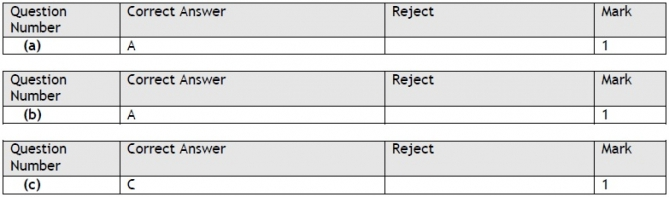 Question Number Correct Answer Reject Mark
(a) A 1
Question Number Correct Answer Reject Mark
(b) A 1
Question Number Correct Answer Reject Mark
(c) C 1